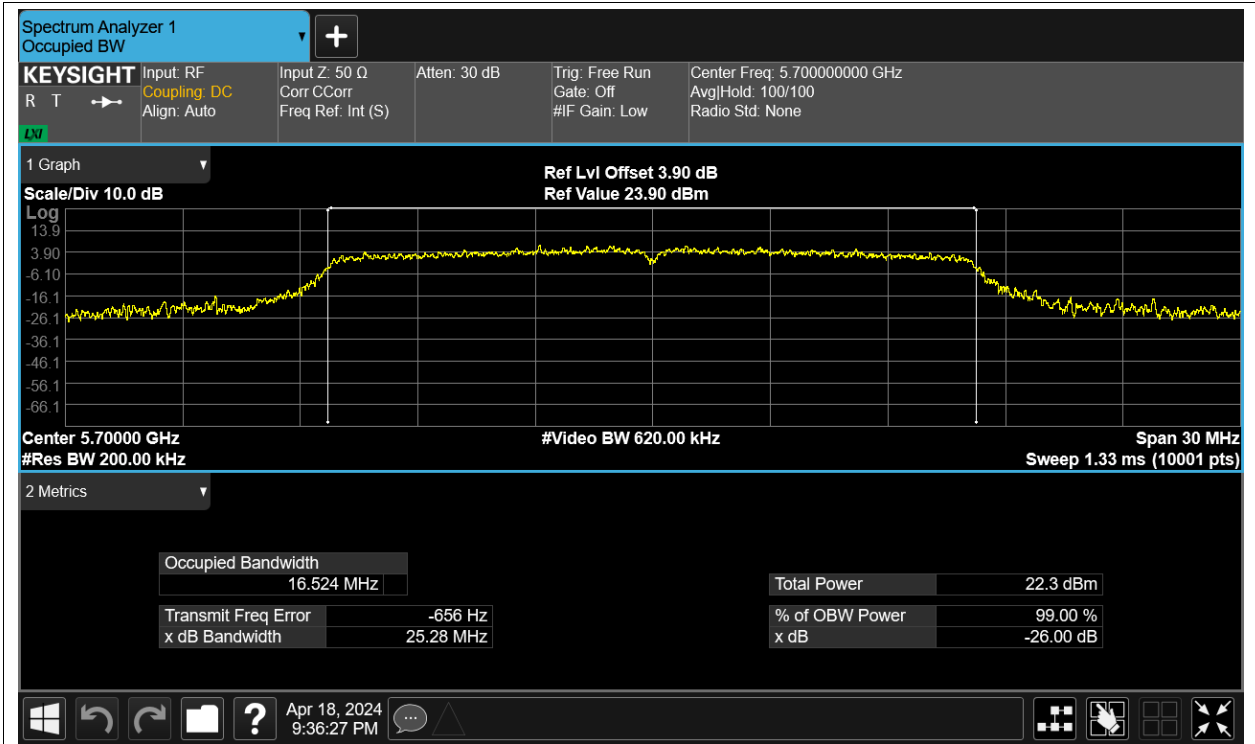 Spectrum Analyzer 1
Occupied BW
KEYSIGHT
R T
LXI
Input: RF
Coupling: DC
Align: Auto
Input Z: 50 Ω
Corr CCorr
Freq Ref: Int (S)
Atten: 30 dB
Trig: Free Run
Gate: Off
#IF Gain: Low
Center Freq: 5.700000000 GHz
Avg|Hold: 100/100
Radio Std: None
1 Graph
Scale/Div 10.0 dB
Ref Lvl Offset 3.90 dB
Ref Value 23.90 dBm
Log
13.9
3.90
-6.10
-16.1
-26.1
-36.1
-46.1
-56.1
-66.1
Center 5.70000 GHz
#Res BW 200.00 kHz
#Video BW 620.00 kHz
Span 30 MHz
Sweep 1.33 ms (10001 pts)
2 Metrics
Occupied Bandwidth
16.524 MHz
Transmit Freq Error -656 Hz
x dB Bandwidth 25.28 MHz
Total Power 22.3 dBm
% of OBW Power 99.00 %
x dB -26.00 dB
?
Apr 18, 2024
9:36:27 PM